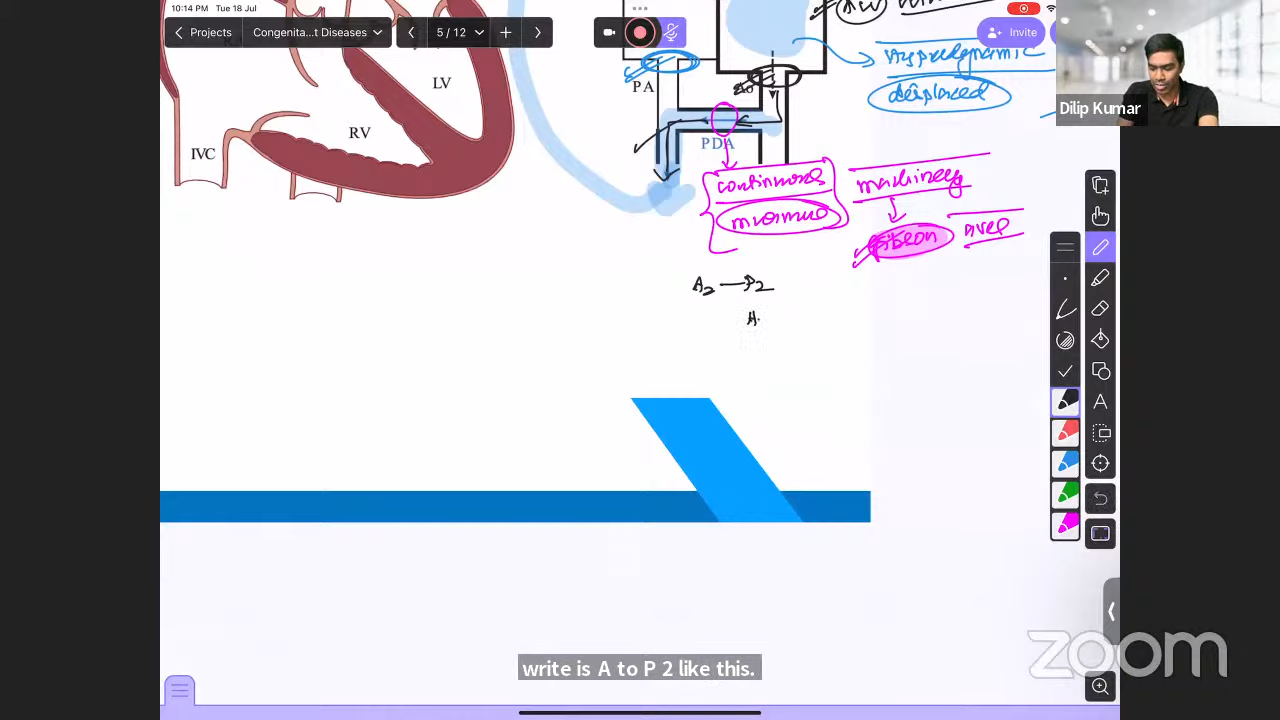 10:14 PM Tue 18 Jul
Projects
Congenita...t Diseases
5 / 12
Invite
Dilip Kumar
LV
RV
IVC
PA
Ao
PDA
displaced
continuous
murmur
machinery
A2 — P2
write is A to P 2 like this.
zoom